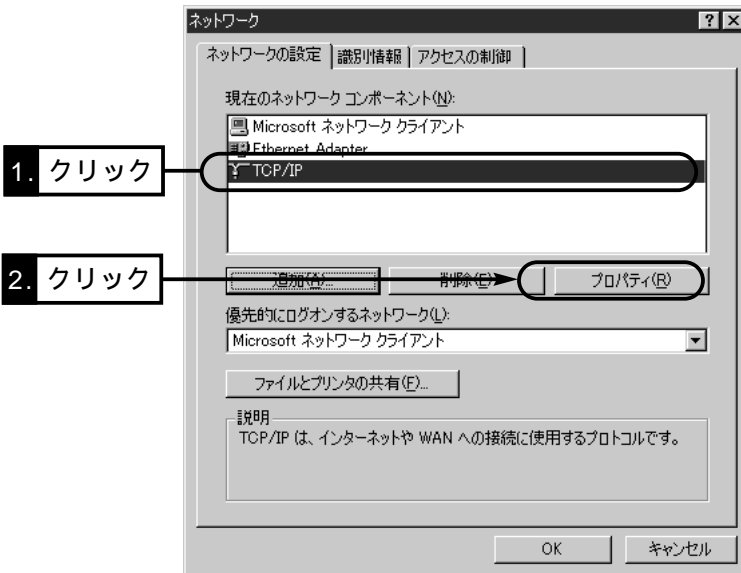 ネットワーク
ネットワークの設定 識別情報 アクセスの制御
現在のネットワーク コンポーネント(N):
Microsoft ネットワーク クライアント
Ethernet Adapter
1. クリック
TCP/IP
2. クリック
追加(A)... 削除(E) プロパティ(R)
優先的にログオンするネットワーク(L):
Microsoft ネットワーク クライアント
ファイルとプリンタの共有(F)...
説明
TCP/IP は、インターネットや WAN への接続に使用するプロトコルです。
OK キャンセル